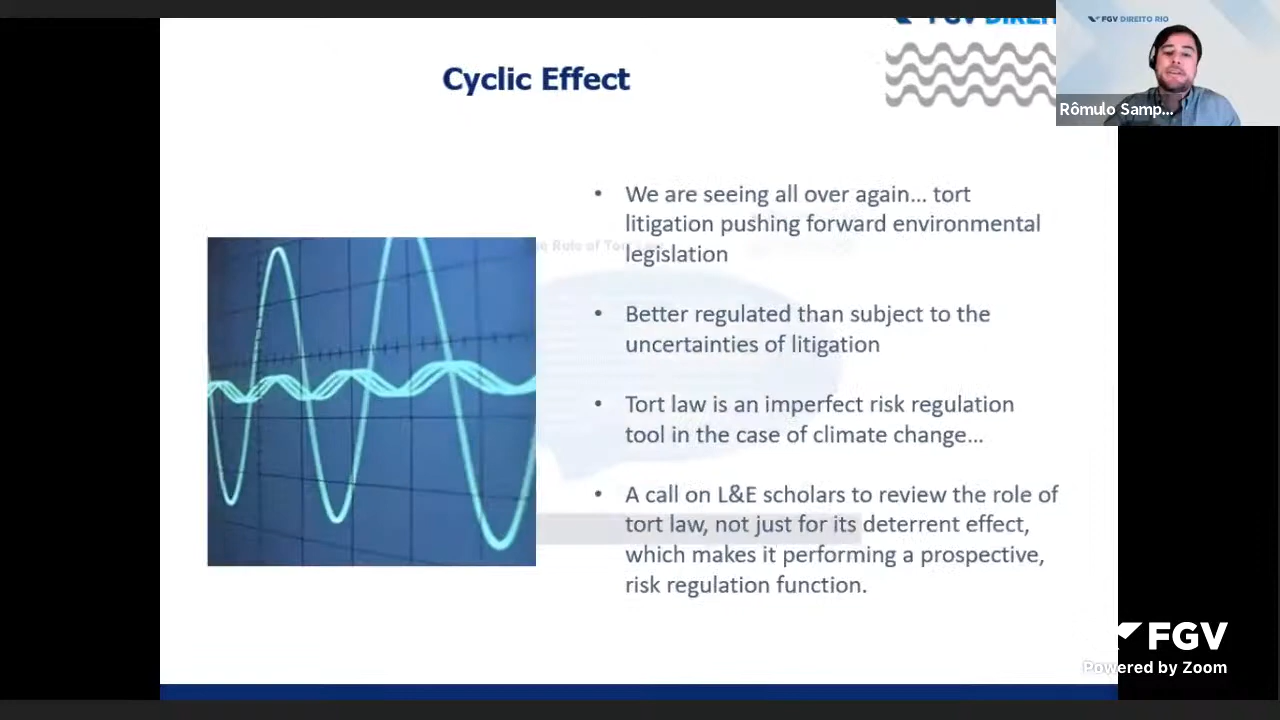 FGV DIREITO
Cyclic Effect
FGV DIREITO RIO
Rômulo Samp...
• We are seeing all over again... tort
litigation pushing forward environmental
legislation
• Better regulated than subject to the
uncertainties of litigation
• Tort law is an imperfect risk regulation
tool in the case of climate change...
• A call on L&E scholars to review the role of
tort law, not just for its deterrent effect,
which makes it performing a prospective,
risk regulation function.
FGV
Powered by Zoom